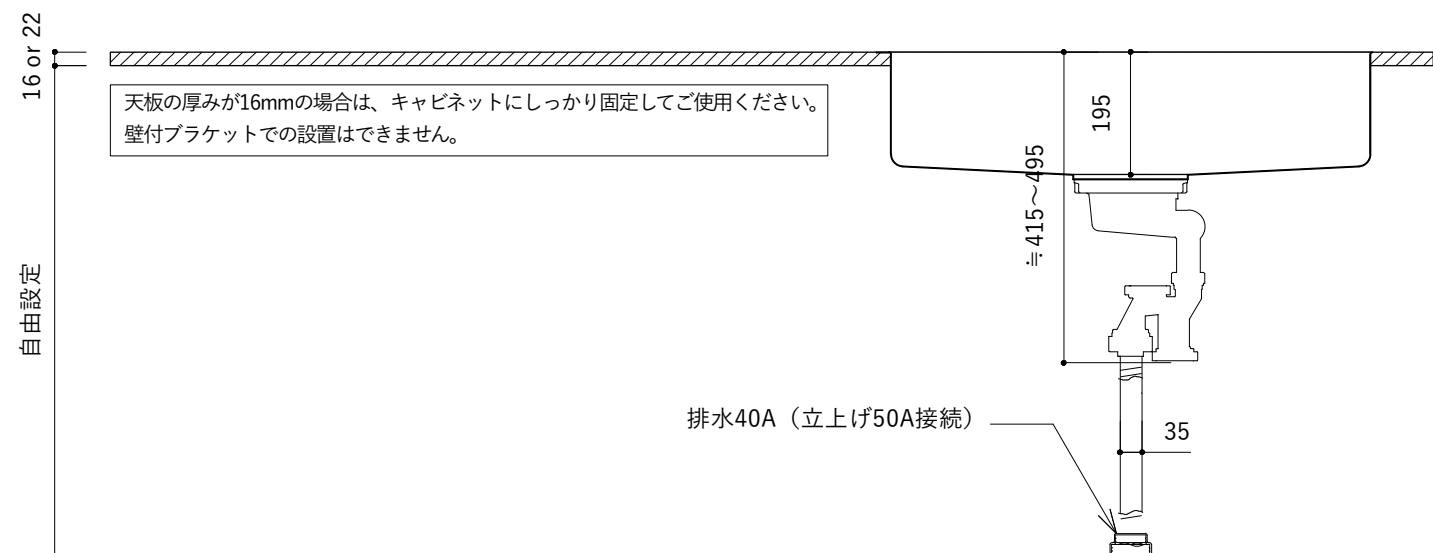 16 or 22
天板の厚みが16mmの場合は、キャビネットにしっかり固定してご使用ください。
壁付ブラケットでの設置はできません。
195
≒415〜495
自由設定
排水40A（立上げ50A接続）
35